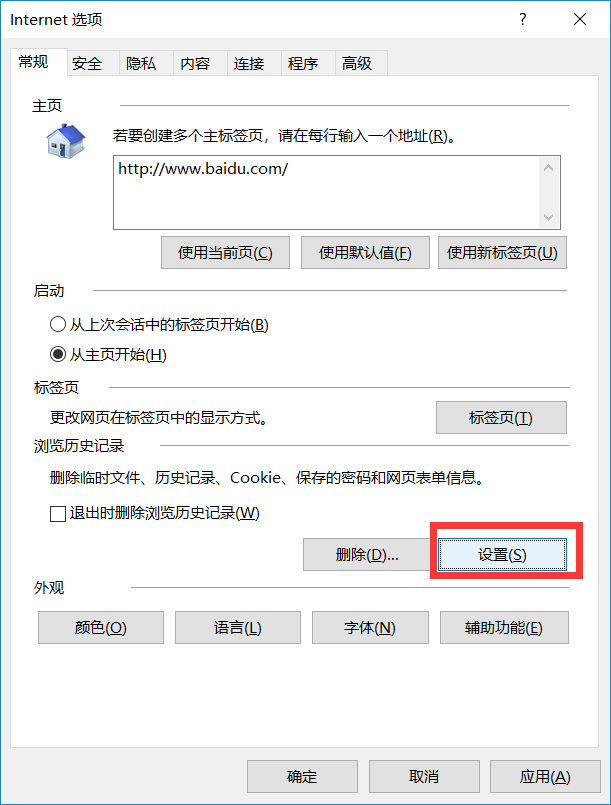 Internet 选项 ?
常规 安全 隐私 内容 连接 程序 高级
主页
若要创建多个主标签页，请在每行输入一个地址(R)。
http://www.baidu.com/
使用当前页(C) 使用默认值(F) 使用新标签页(U)
启动
从上次会话中的标签页开始(B)
从主页开始(H)
标签页
更改网页在标签页中的显示方式。 标签页(T)
浏览历史记录
删除临时文件、历史记录、Cookie、保存的密码和网页表单信息。
退出时删除浏览历史记录(W)
删除(D)... 设置(S)
外观
颜色(O) 语言(L) 字体(N) 辅助功能(E)
确定 取消 应用(A)